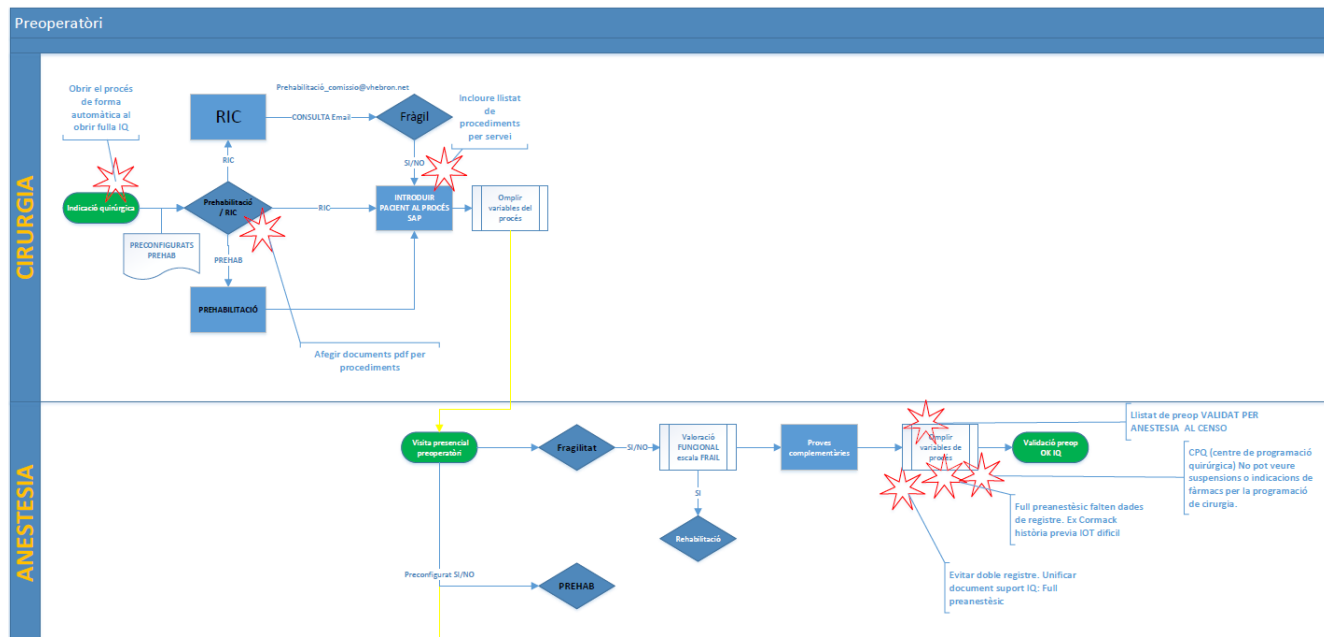 Preoperatòri
CIRURGIA
Obrir el procés
de forma
automàtica al
obrir fulla IQ
Prehabilitació_comissio@vhebron.net
RIC
CONSULTA Email
Fràgil
Incloure llistat
de
procediments
per servei
RIC
SI/NO
Indicació quirúrgica
Prehabilitació
/ RIC
RIC
INTRODUIR
PACIENT AL PROCÉS
SAP
Omplir
variables del
procés
PRECONFIGURATS
PREHAB
PREHAB
PREHABILITACIÓ
Afegir documents pdf per
procediments
ANESTESIA
Visita presencial
preoperatòri
Fragilitat
SI/NO
Valoració
FUNCIONAL
escala FRAIL
Proves
complementàries
Omplir
variables de
procés
Validació preop
OK IQ
Llistat de preop VALIDAT PER
ANESTESIA AL CENSO
CPQ (centre de programació
quirúrgica) No pot veure
suspensions o indicacions de
fàrmacs per la programació
de cirurgia.
SI
Rehabilitació
Full preanestèsic falten dades
de registre. Ex Cormack
història previa IOT dificil
Preconfigurat SI/NO
PREHAB
Evitar doble registre. Unificar
document suport IQ: Full
preanestèsic